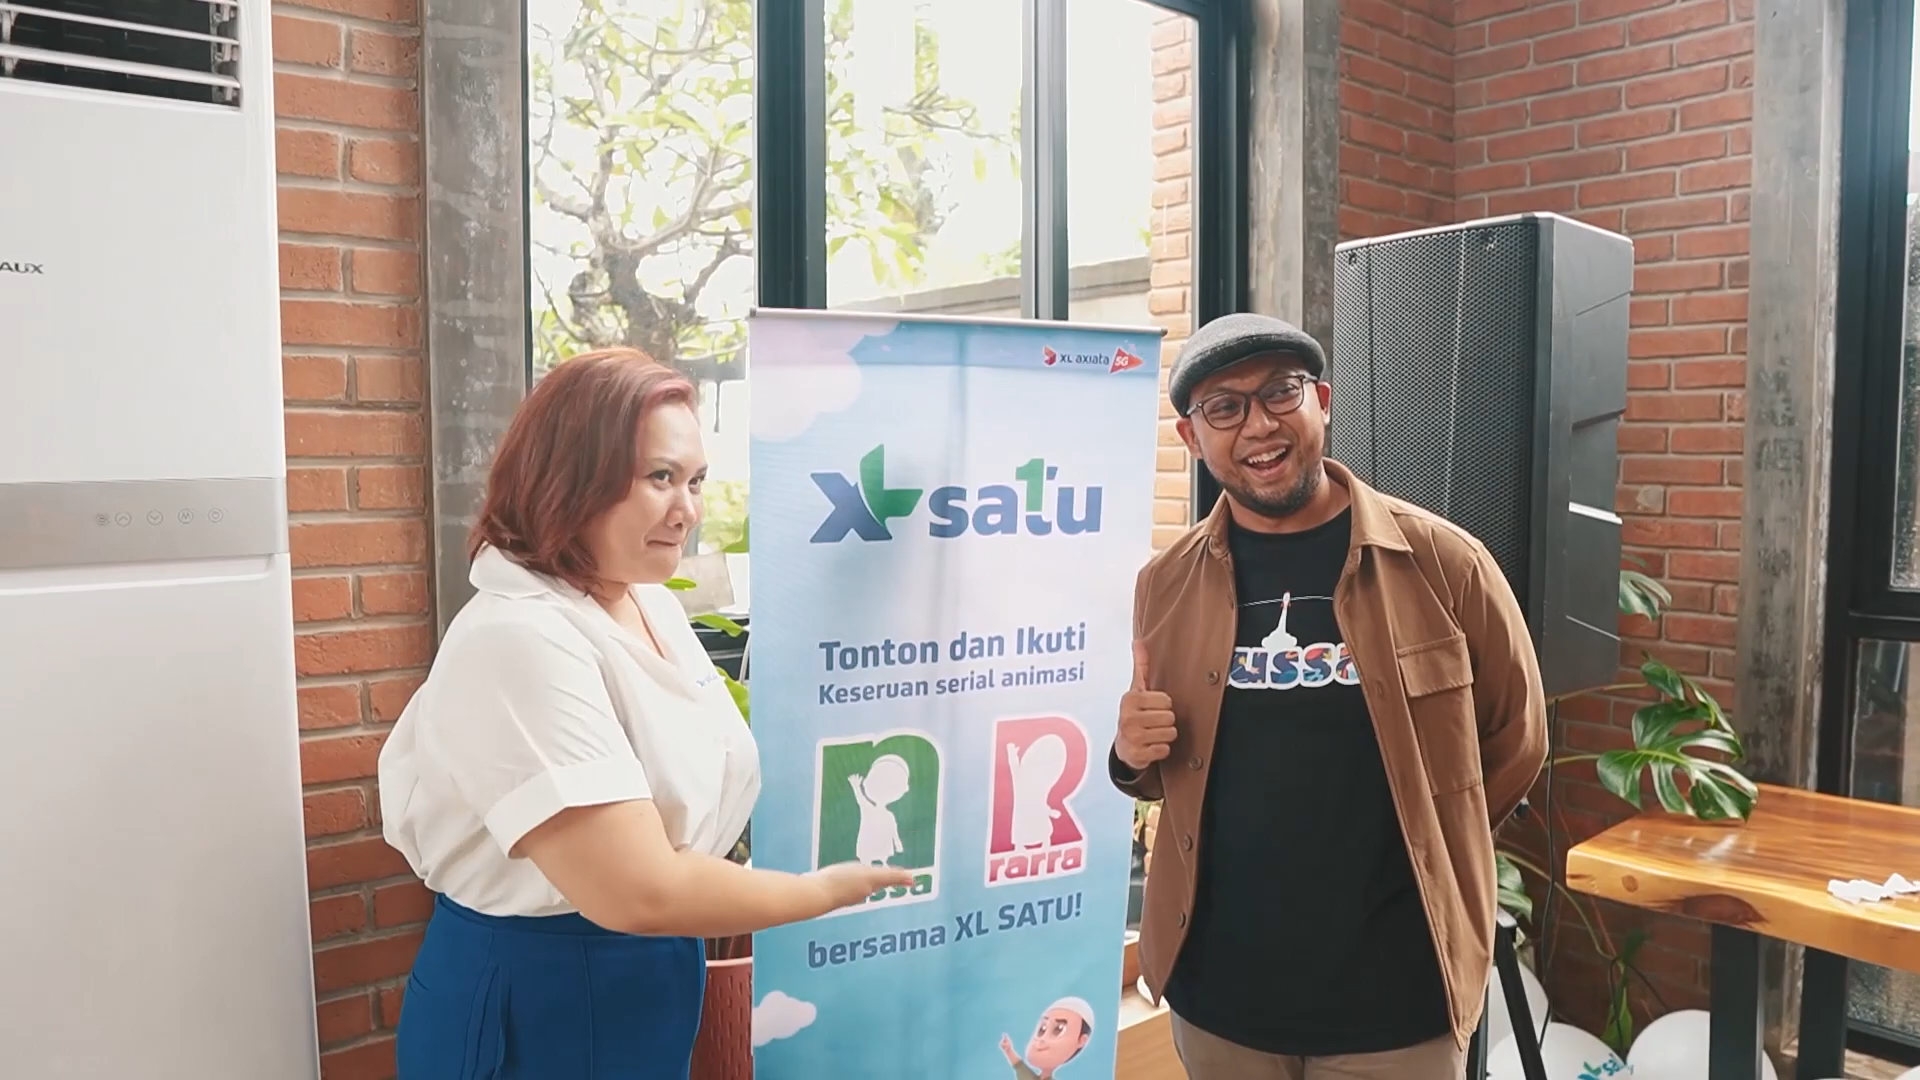 AUX
XL axiata 5G
XL satu
Tonton dan Ikuti
Keseruan serial animasi
rarra
bersama XL SATU!